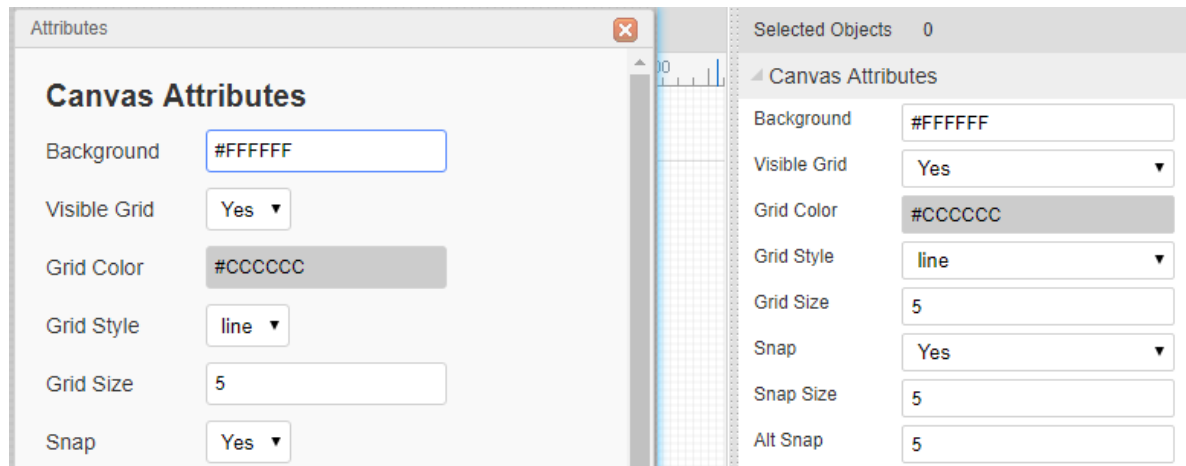 Attributes
Canvas Attributes
Background #FFFFFF
Visible Grid Yes
Grid Color #CCCCCC
Grid Style line
Grid Size 5
Snap Yes
Selected Objects 0
Canvas Attributes
Background #FFFFFF
Visible Grid Yes
Grid Color #CCCCCC
Grid Style line
Grid Size 5
Snap Yes
Snap Size 5
Alt Snap 5